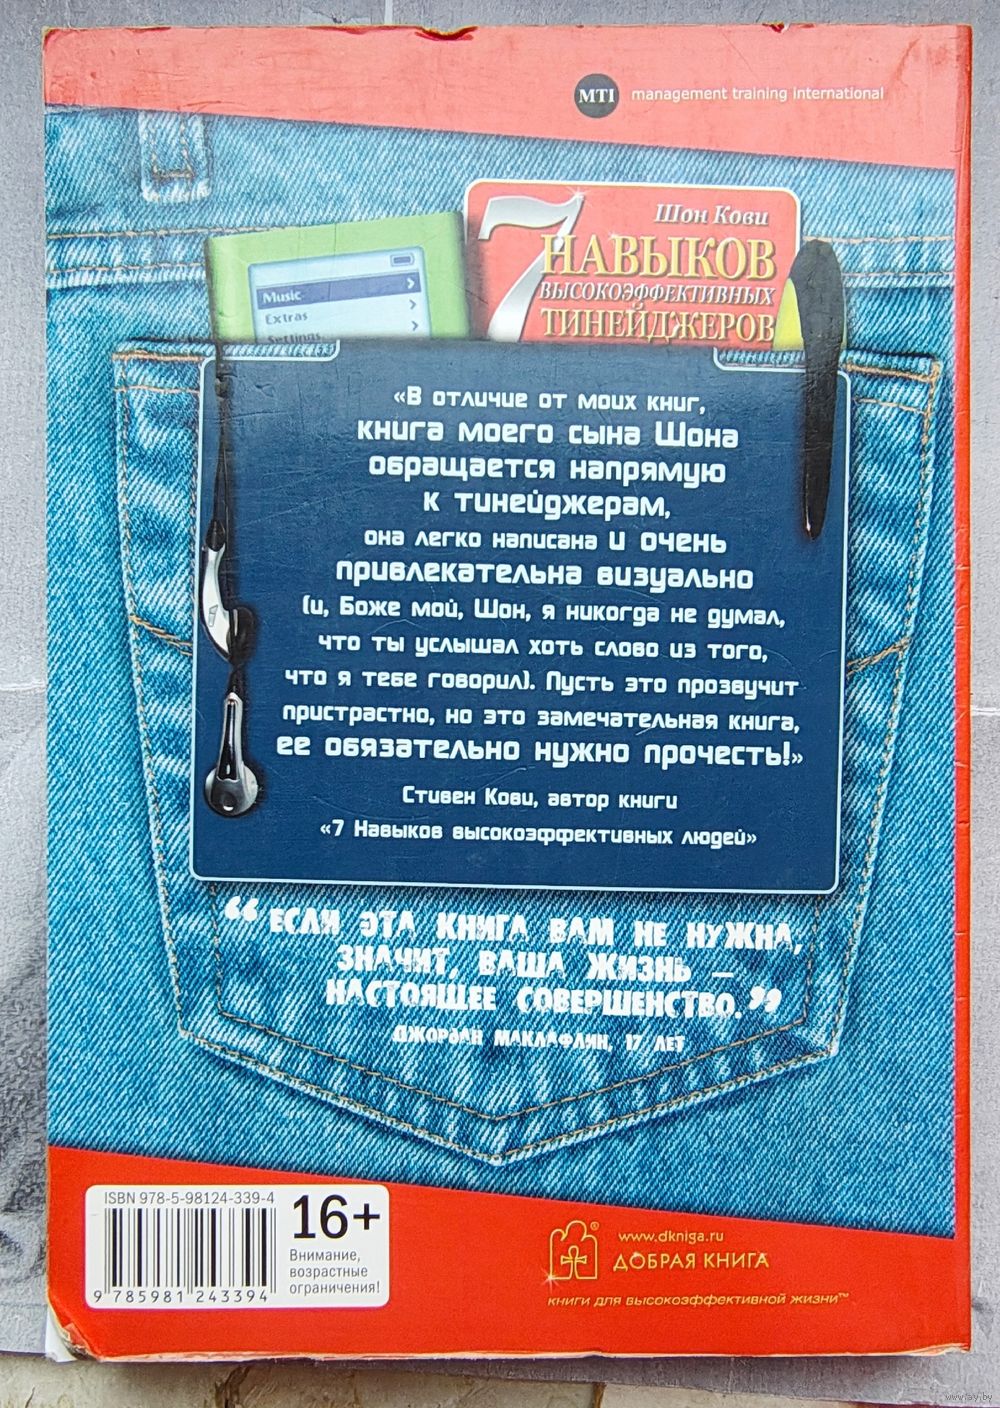 MTI management training international
Шон Кови
7 НАВЫКОВ
ВЫСОКОЭФФЕКТИВНЫХ
ТИНЕЙДЖЕРОВ
Music
Extras
Settings
«В отличие от моих книг,
книга моего сына Шона
обращается напрямую
к тинейджерам,
она легко написана и очень
привлекательна визуально
(и, Боже мой, Шон, я никогда не думал,
что ты услышал хоть слово из того,
что я тебе говорил). Пусть это прозвучит
пристрастно, но это замечательная книга,
ее обязательно нужно прочесть!»
Стивен Кови, автор книги
«7 Навыков высокоэффективных людей»
“ЕСЛИ ЭТА КНИГА ВАМ НЕ НУЖНА,
ЗНАЧИТ, ВАША ЖИЗНЬ –
НАСТОЯЩЕЕ СОВЕРШЕНСТВО.”
ДЖОРДАН МАКЛАФЛИН, 17 ЛЕТ
ISBN 978-5-98124-339-4
9 785981 243394
16+
Внимание,
возрастные
ограничения!
®
www.dkniga.ru
ДОБРАЯ КНИГА
книги для высокоэффективной жизни™
www.ay.by